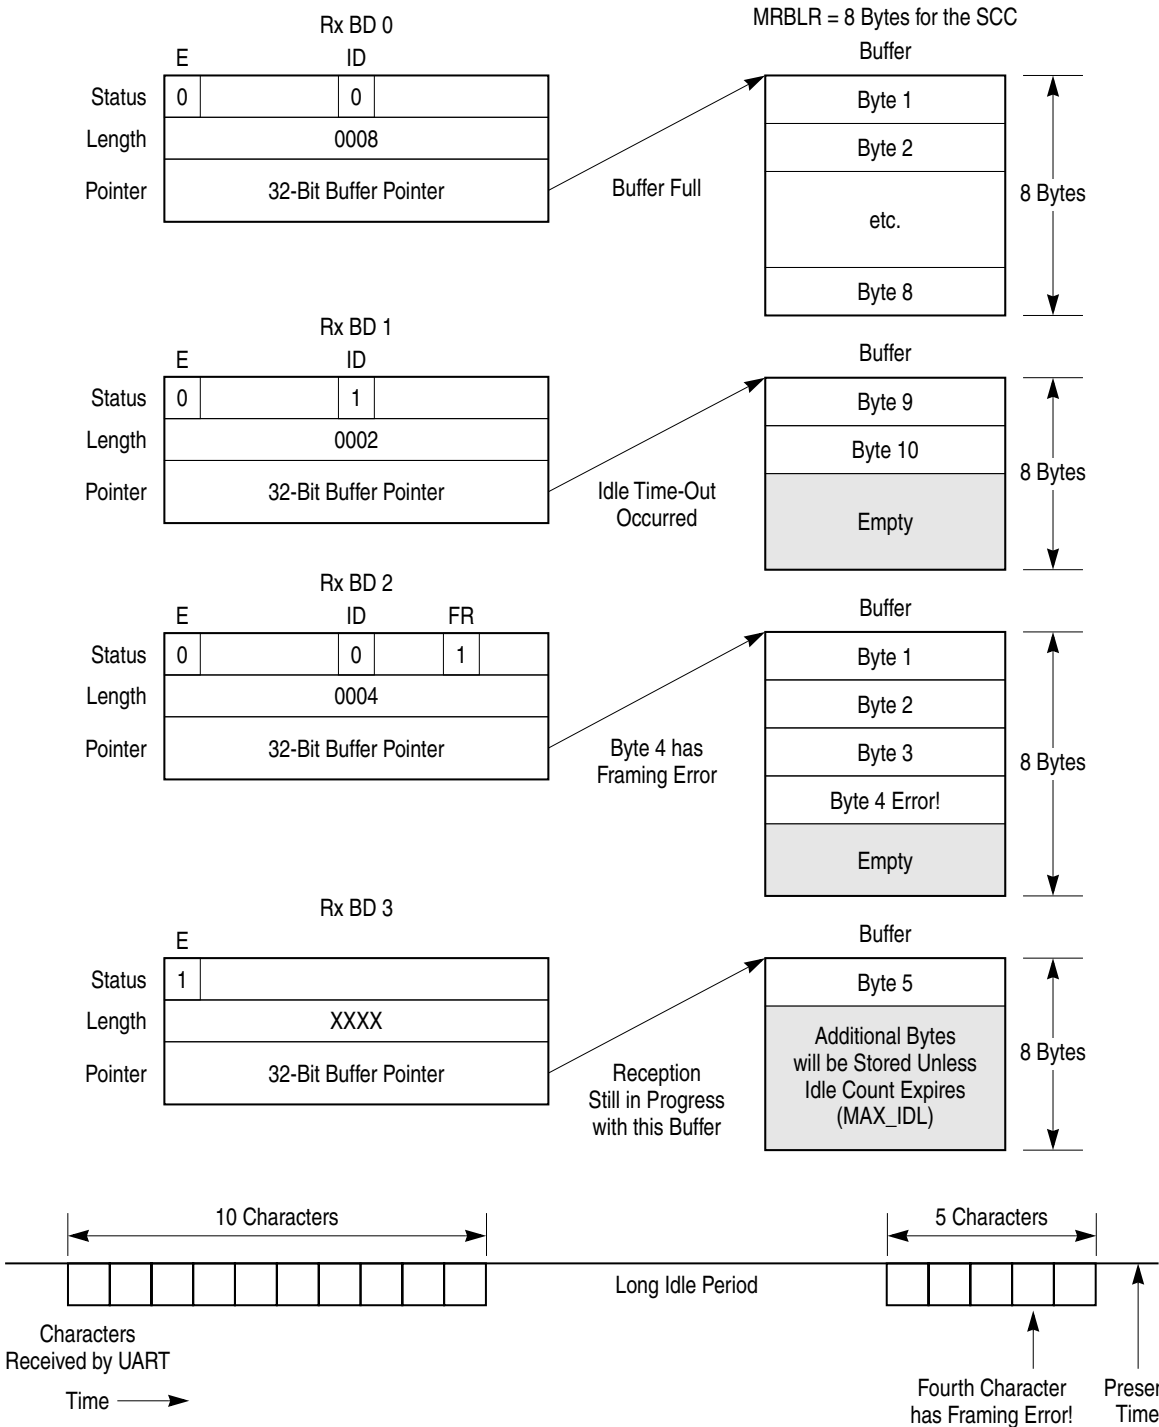 MRBLR = 8 Bytes for the SCC
Rx BD 0
Buffer
E ID
Status 0 0
Length 0008
Pointer 32-Bit Buffer Pointer
Buffer Full
Byte 1
Byte 2
etc.
Byte 8
8 Bytes
Rx BD 1
Buffer
E ID
Status 0 1
Length 0002
Pointer 32-Bit Buffer Pointer
Idle Time-Out
Occurred
Byte 9
Byte 10
Empty
8 Bytes
Rx BD 2
Buffer
E ID FR
Status 0 0 1
Length 0004
Pointer 32-Bit Buffer Pointer
Byte 4 has
Framing Error
Byte 1
Byte 2
Byte 3
Byte 4 Error!
Empty
8 Bytes
Rx BD 3
Buffer
E
Status 1
Length XXXX
Pointer 32-Bit Buffer Pointer
Reception
Still in Progress
with this Buffer
Byte 5
Additional Bytes
will be Stored Unless
Idle Count Expires
(MAX_IDL)
8 Bytes
10 Characters
5 Characters
Long Idle Period
Characters
Received by UART
Time
Fourth Character
has Framing Error!
Presen
Time